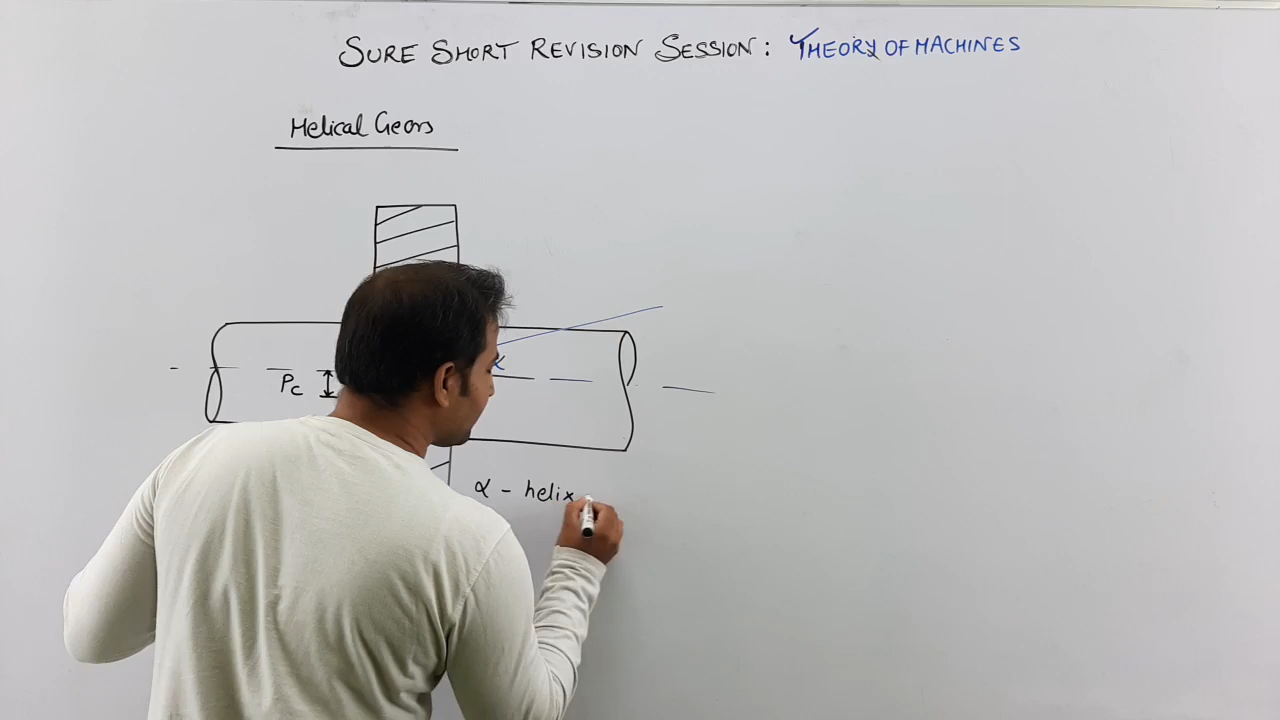 SURE SHORT REVISION SESSION: THEORY OF MACHINES
Helical Gears
α
Pc
α - helix